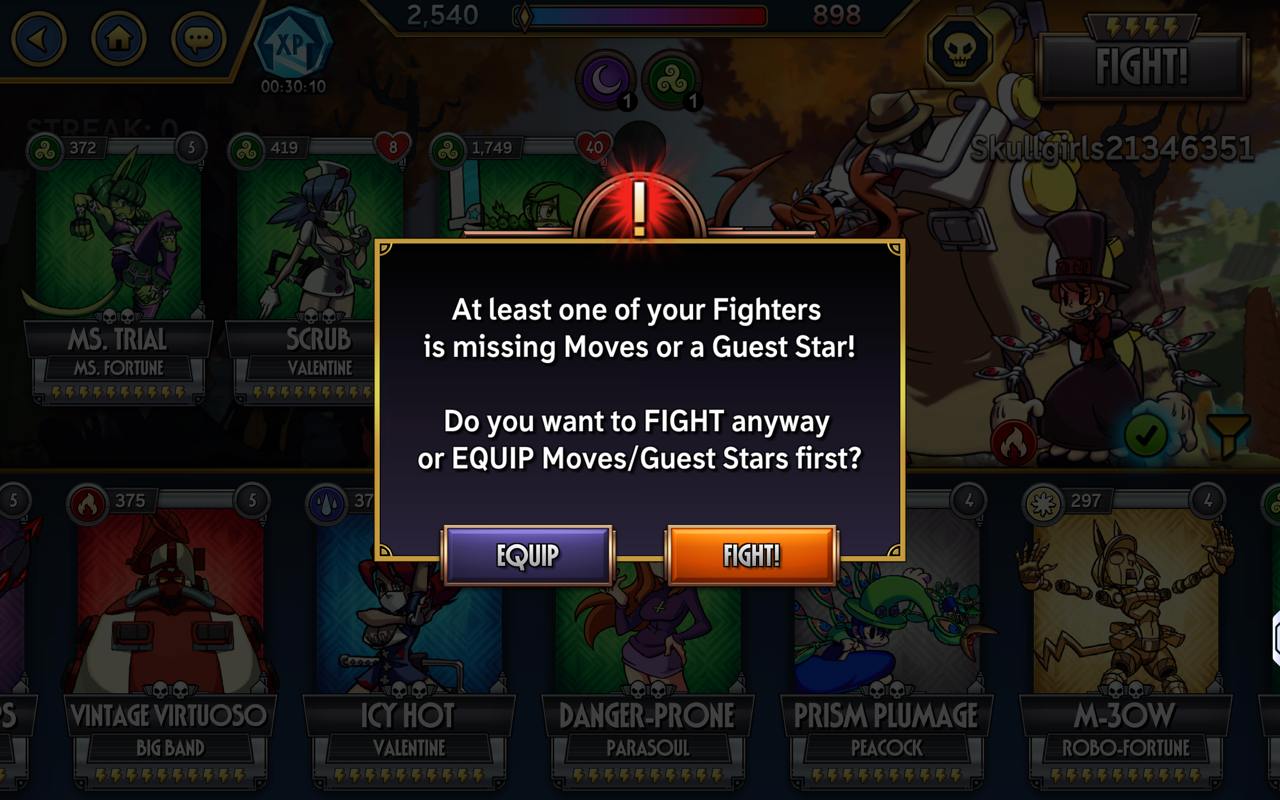 2,540
898
XP
00:30:10
1
1
FIGHT!
STREAK: 0
Skullgirls21346351
372
5
419
8
1,749
40
MS. TRIAL
MS. FORTUNE
SCRUB
VALENTINE
!
At least one of your Fighters
is missing Moves or a Guest Star!
Do you want to FIGHT anyway
or EQUIP Moves/Guest Stars first?
EQUIP
FIGHT!
5
375
5
37
4
297
4
VINTAGE VIRTUOSO
BIG BAND
ICY HOT
VALENTINE
DANGER-PRONE
PARASOUL
PRISM PLUMAGE
PEACOCK
M-3OW
ROBO-FORTUNE